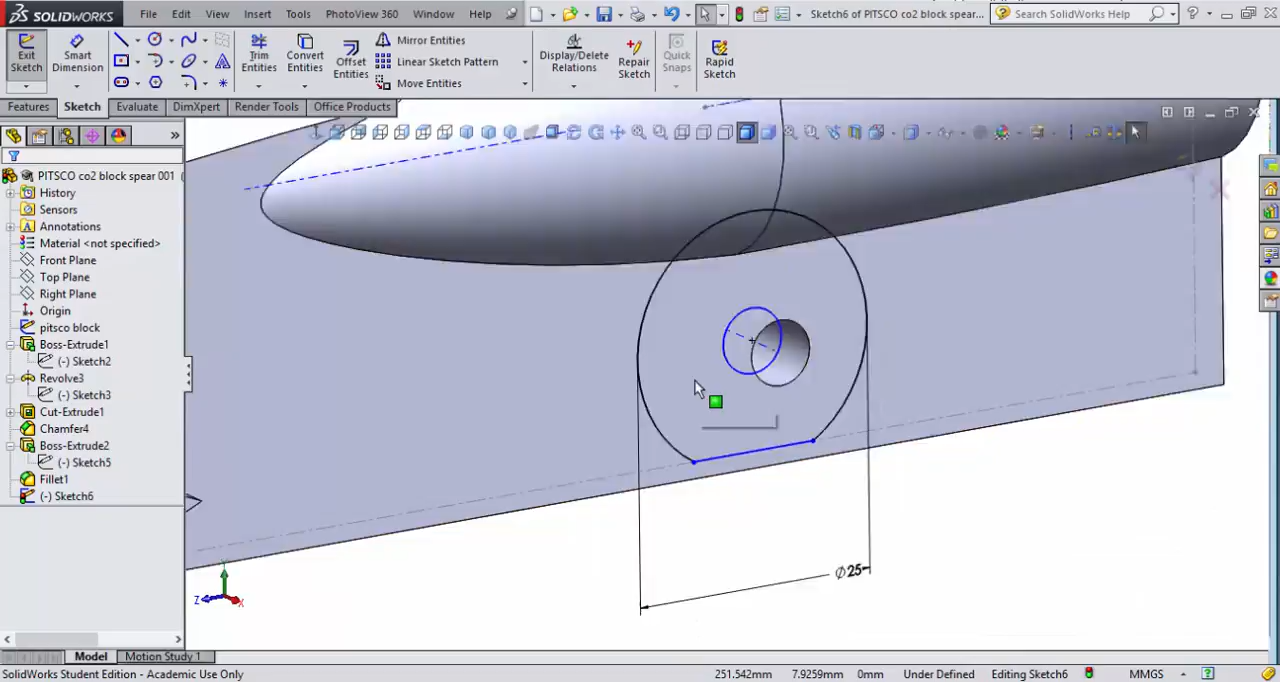 SOLIDWORKS File Edit View Insert Tools PhotoView 360 Window Help Sketch6 of PITSCO co2 block spear.... Search SolidWorks Help
Exit Sketch
Smart Dimension
Trim Entities
Convert Entities
Offset Entities
Mirror Entities
Linear Sketch Pattern
Move Entities
Display/Delete Relations
Repair Sketch
Quick Snaps
Rapid Sketch
Features Sketch Evaluate DimXpert Render Tools Office Products
PITSCO co2 block spear 001 (
History
Sensors
Annotations
Material <not specified>
Front Plane
Top Plane
Right Plane
Origin
pitsco block
Boss-Extrude1
(-) Sketch2
Revolve3
(-) Sketch3
Cut-Extrude1
Chamfer4
Boss-Extrude2
(-) Sketch5
Fillet1
(-) Sketch6
Ø25
Y
Z
X
Model Motion Study 1
SolidWorks Student Edition - Academic Use Only 251.542mm 7.9259mm 0mm Under Defined Editing Sketch6 MMGS